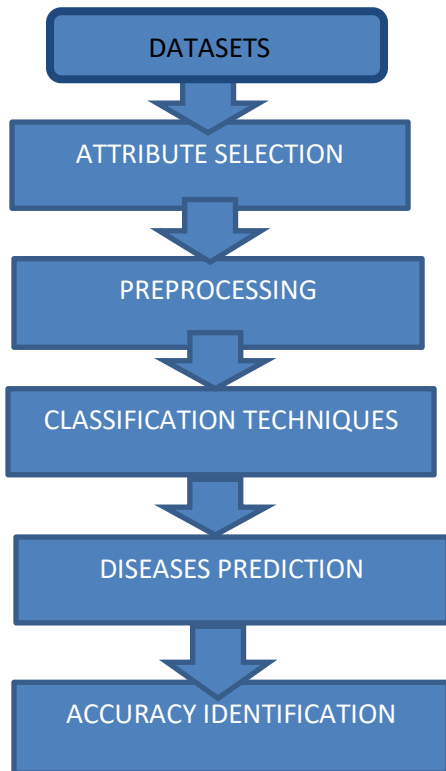 DATASETS
ATTRIBUTE SELECTION
PREPROCESSING
CLASSIFICATION TECHNIQUES
DISEASES PREDICTION
ACCURACY IDENTIFICATION